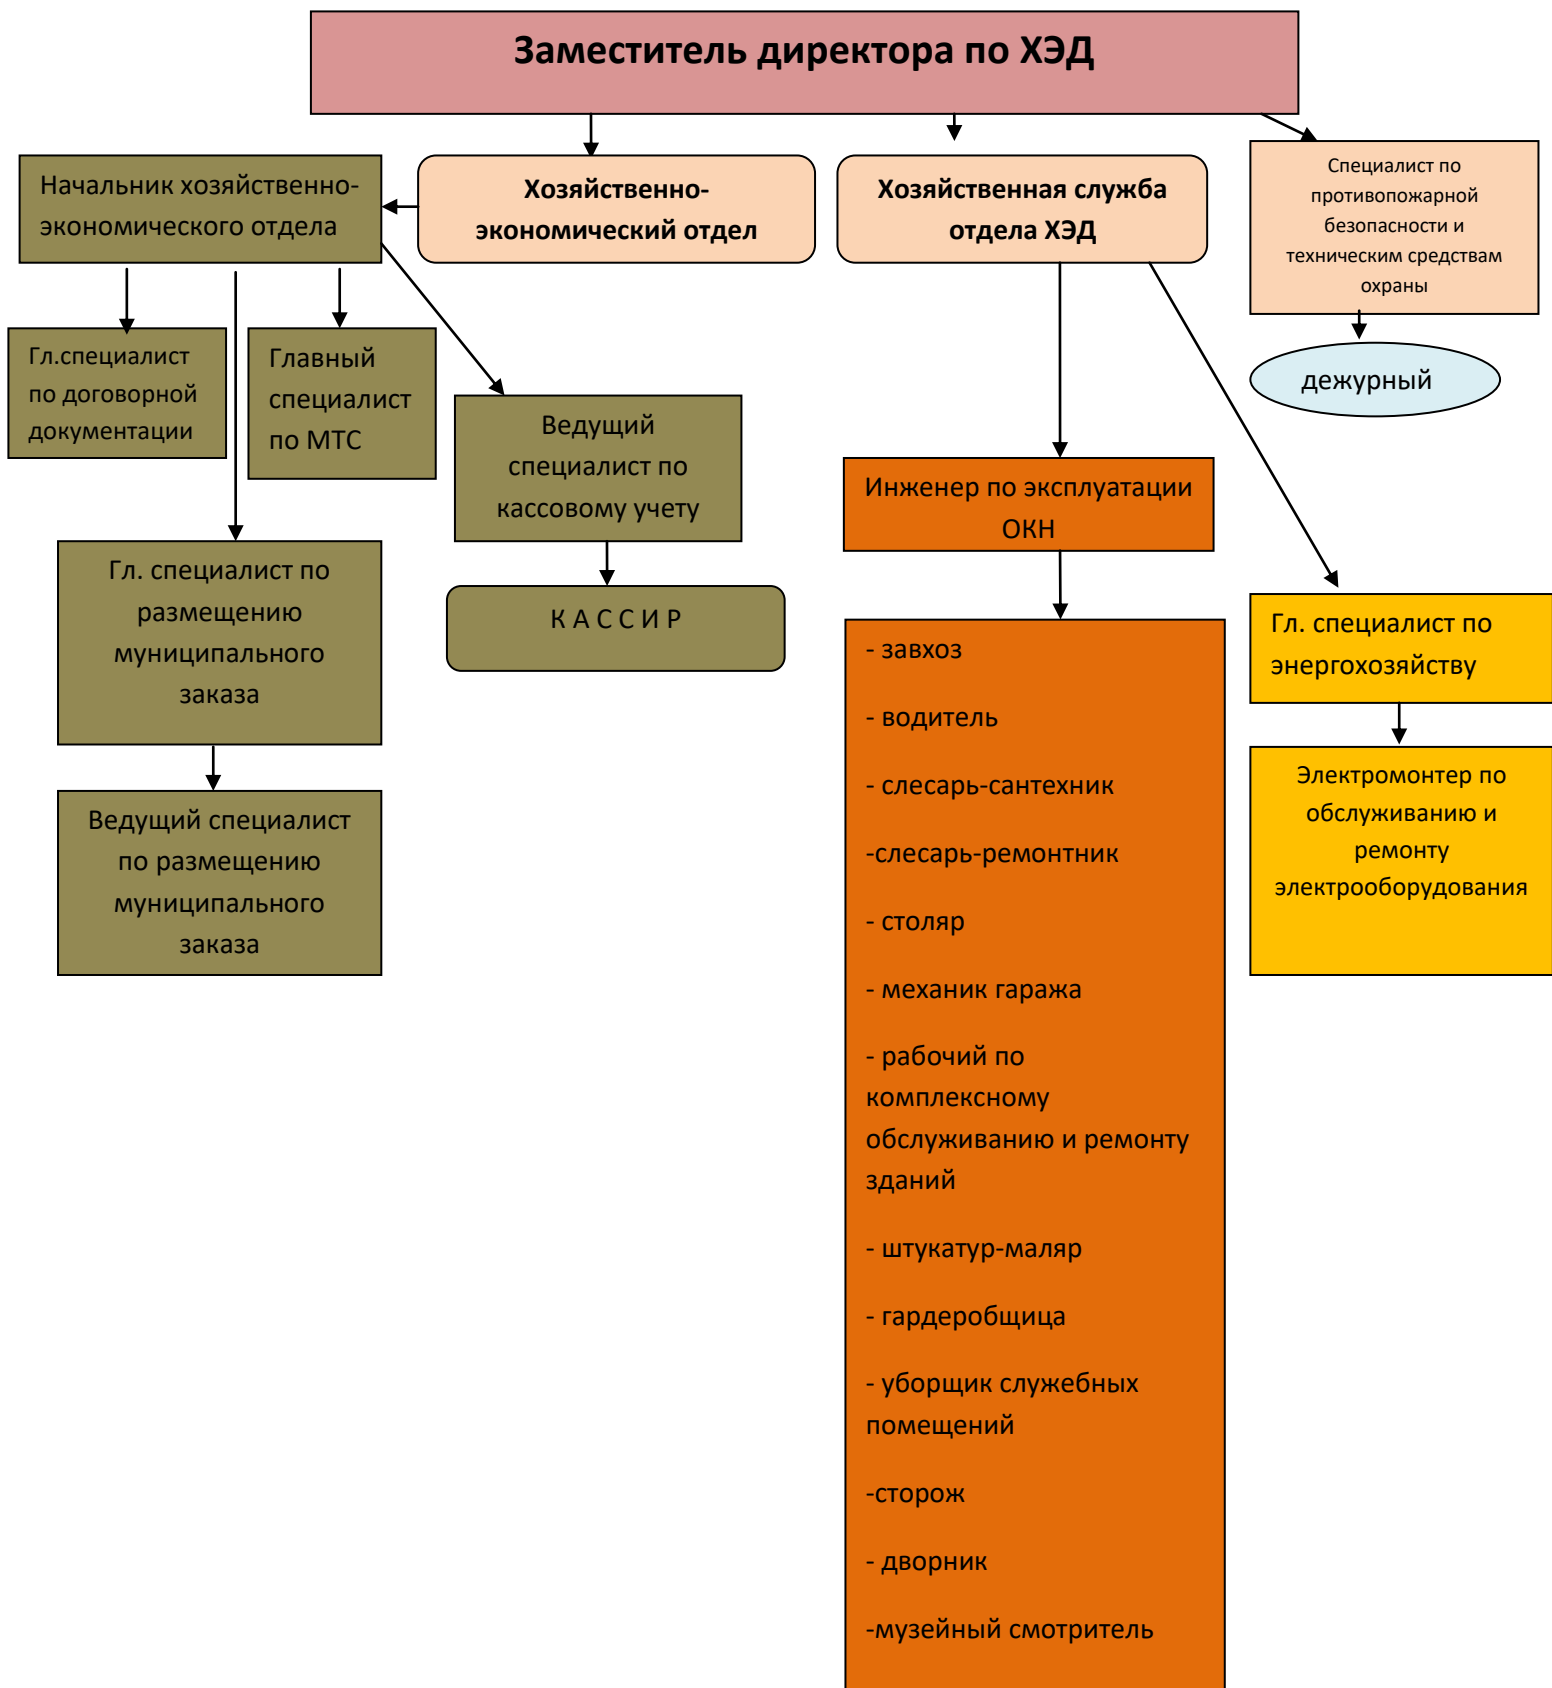 Заместитель директора по ХЭД
Начальник хозяйственно-
экономического отдела
Хозяйственно-
экономический отдел
Хозяйственная служба
отдела ХЭД
Специалист по
противопожарной
безопасности и
техническим средствам
охраны
дежурный
Гл.специалист
по договорной
документации
Главный
специалист
по МТС
Ведущий
специалист по
кассовому учету
К А С С И Р
Гл. специалист по
размещению
муниципального
заказа
Ведущий специалист
по размещению
муниципального
заказа
Инженер по эксплуатации
ОКН
- завхоз
- водитель
- слесарь-сантехник
-слесарь-ремонтник
- столяр
- механик гаража
- рабочий по
комплексному
обслуживанию и ремонту
зданий
- штукатур-маляр
- гардеробщица
- уборщик служебных
помещений
-сторож
- дворник
-музейный смотритель
Гл. специалист по
энергохозяйству
Электромонтер по
обслуживанию и
ремонту
электрооборудования